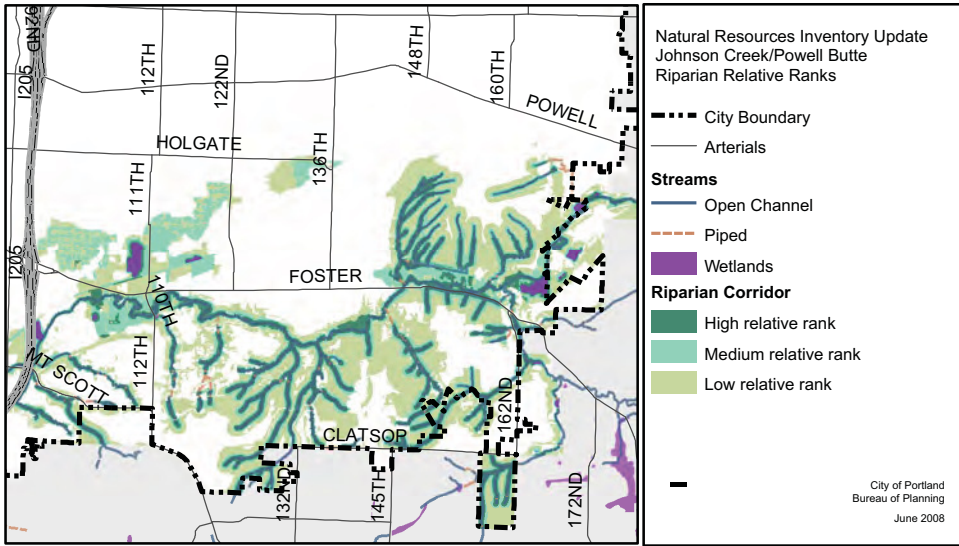 92ND
I205
112TH
122ND
148TH
160TH
POWELL
HOLGATE
136TH
111TH
I205
FOSTER
110TH
112TH
MT SCOTT
162ND
CLATSOP
132ND
145TH
172ND
Natural Resources Inventory Update
Johnson Creek/Powell Butte
Riparian Relative Ranks
City Boundary
Arterials
Streams
Open Channel
Piped
Wetlands
Riparian Corridor
High relative rank
Medium relative rank
Low relative rank
City of Portland
Bureau of Planning
June 2008